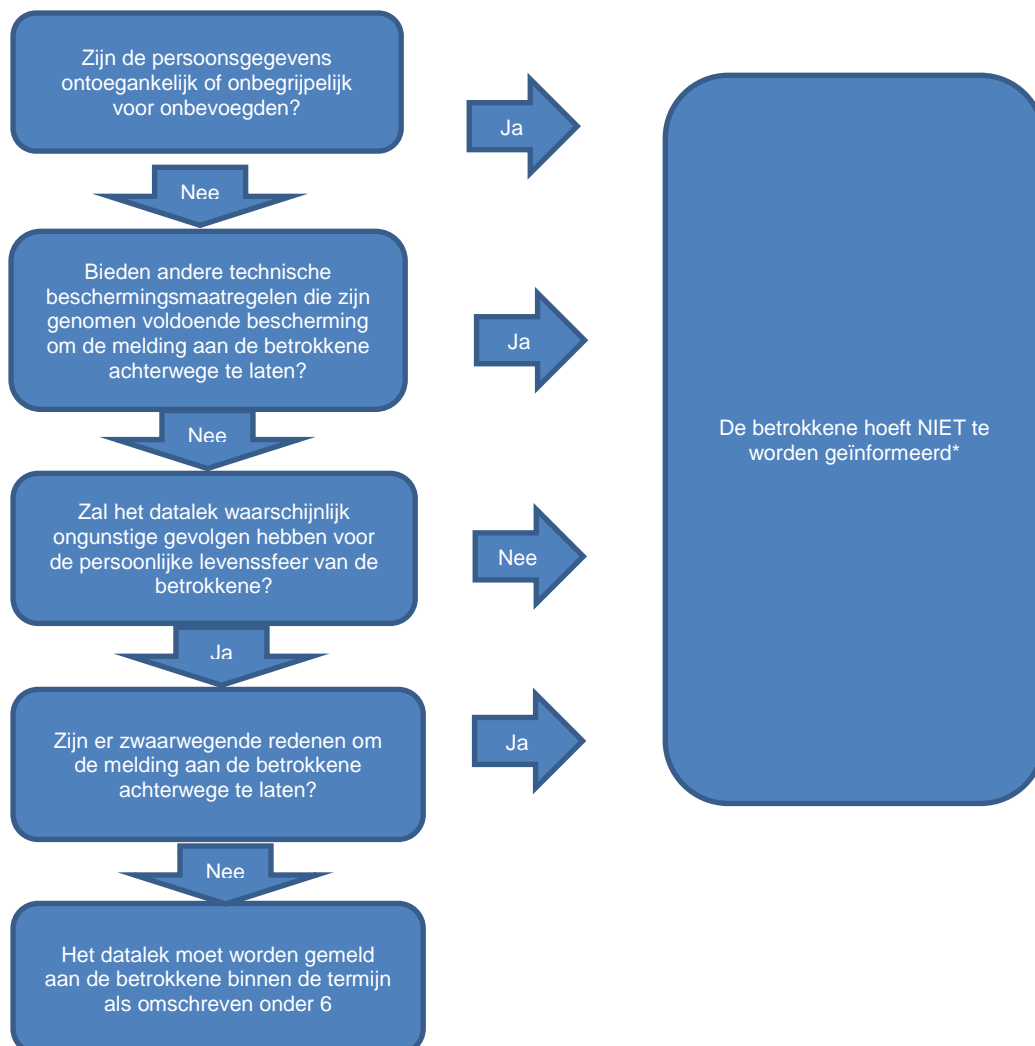 Zijn de persoonsgegevens
ontoegankelijk of onbegrijpelijk
voor onbevoegden?
Ja
Nee
Bieden andere technische
beschermingsmaatregelen die zijn
genomen voldoende bescherming
om de melding aan de betrokkene
achterwege te laten?
Ja
De betrokkene hoeft NIET te
worden geïnformeerd*
Nee
Zal het datalek waarschijnlijk
ongunstige gevolgen hebben voor
de persoonlijke levenssfeer van de
betrokkene?
Nee
Ja
Zijn er zwaarwegende redenen om
de melding aan de betrokkene
achterwege te laten?
Ja
Nee
Het datalek moet worden gemeld
aan de betrokkene binnen de termijn
als omschreven onder 6